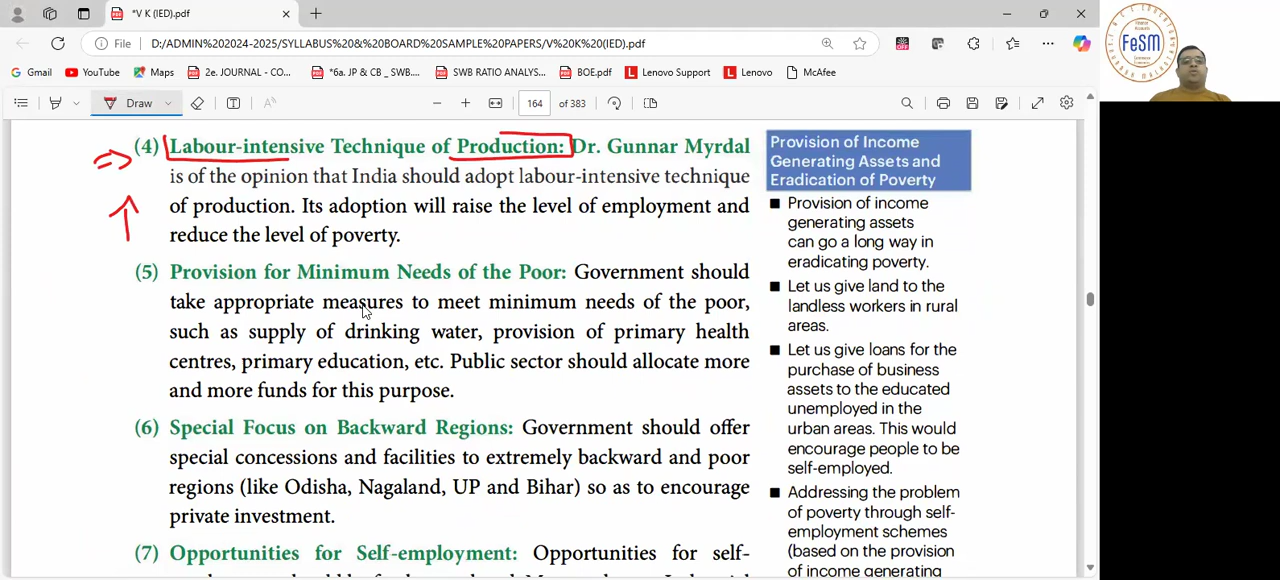 *V K (IED).pdf
File
D:/ADMIN%202024-2025/SYLLABUS%20&%20BOARD%20SAMPLE%20PAPERS/V%20K%20(IED).pdf
Gmail
YouTube
Maps
2e. JOURNAL - CO...
*6a. JP & CB _ SWB....
SWB RATIO ANALYS...
BOE.pdf
Lenovo Support
Lenovo
McAfee
Draw
164 of 383
(4) Labour-intensive Technique of Production: Dr. Gunnar Myrdal
is of the opinion that India should adopt labour-intensive technique
of production. Its adoption will raise the level of employment and
reduce the level of poverty.
(5) Provision for Minimum Needs of the Poor: Government should
take appropriate measures to meet minimum needs of the poor,
such as supply of drinking water, provision of primary health
centres, primary education, etc. Public sector should allocate more
and more funds for this purpose.
(6) Special Focus on Backward Regions: Government should offer
special concessions and facilities to extremely backward and poor
regions (like Odisha, Nagaland, UP and Bihar) so as to encourage
private investment.
(7) Opportunities for Self-employment: Opportunities for self-
Provision of Income
Generating Assets and
Eradication of Poverty
■ Provision of income
generating assets
can go a long way in
eradicating poverty.
■ Let us give land to the
landless workers in rural
areas.
■ Let us give loans for the
purchase of business
assets to the educated
unemployed in the
urban areas. This would
encourage people to be
self-employed.
■ Addressing the problem
of poverty through self-
employment schemes
(based on the provision
of income generating
FeSM